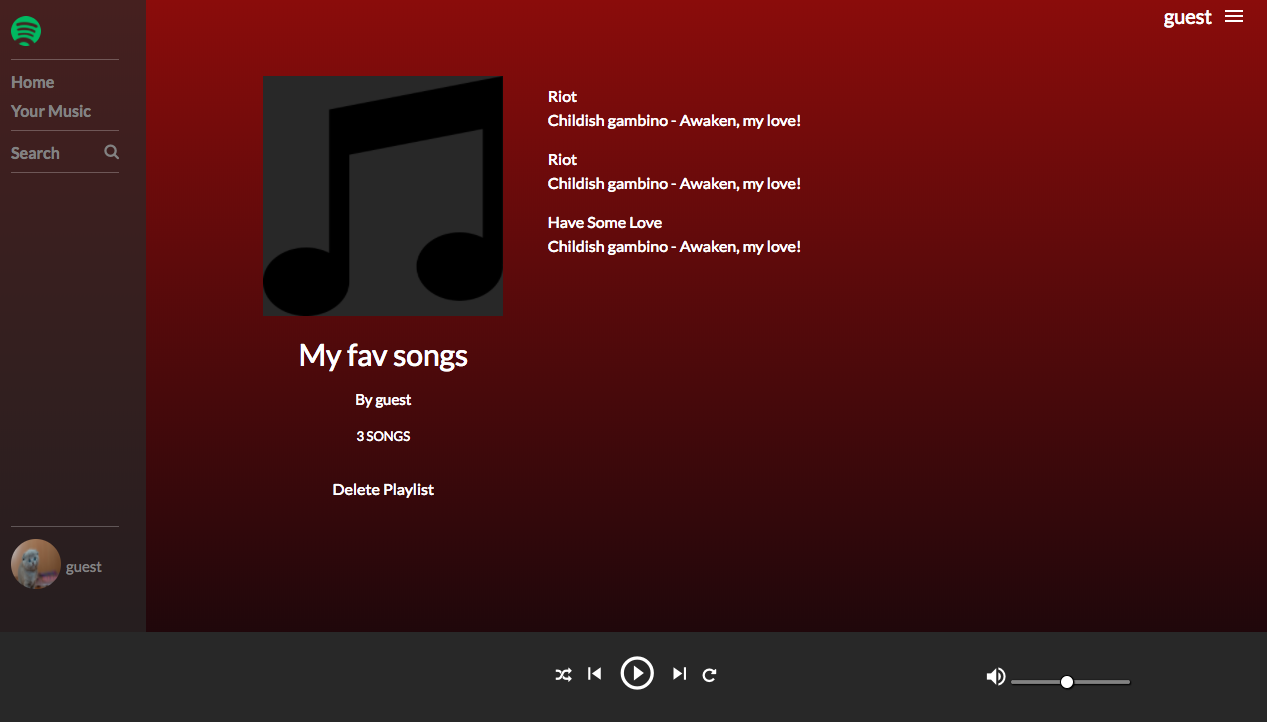 guest
Home
Your Music
Search
Riot
Childish gambino - Awaken, my love!
Riot
Childish gambino - Awaken, my love!
Have Some Love
Childish gambino - Awaken, my love!
My fav songs
By guest
3 SONGS
Delete Playlist
guest